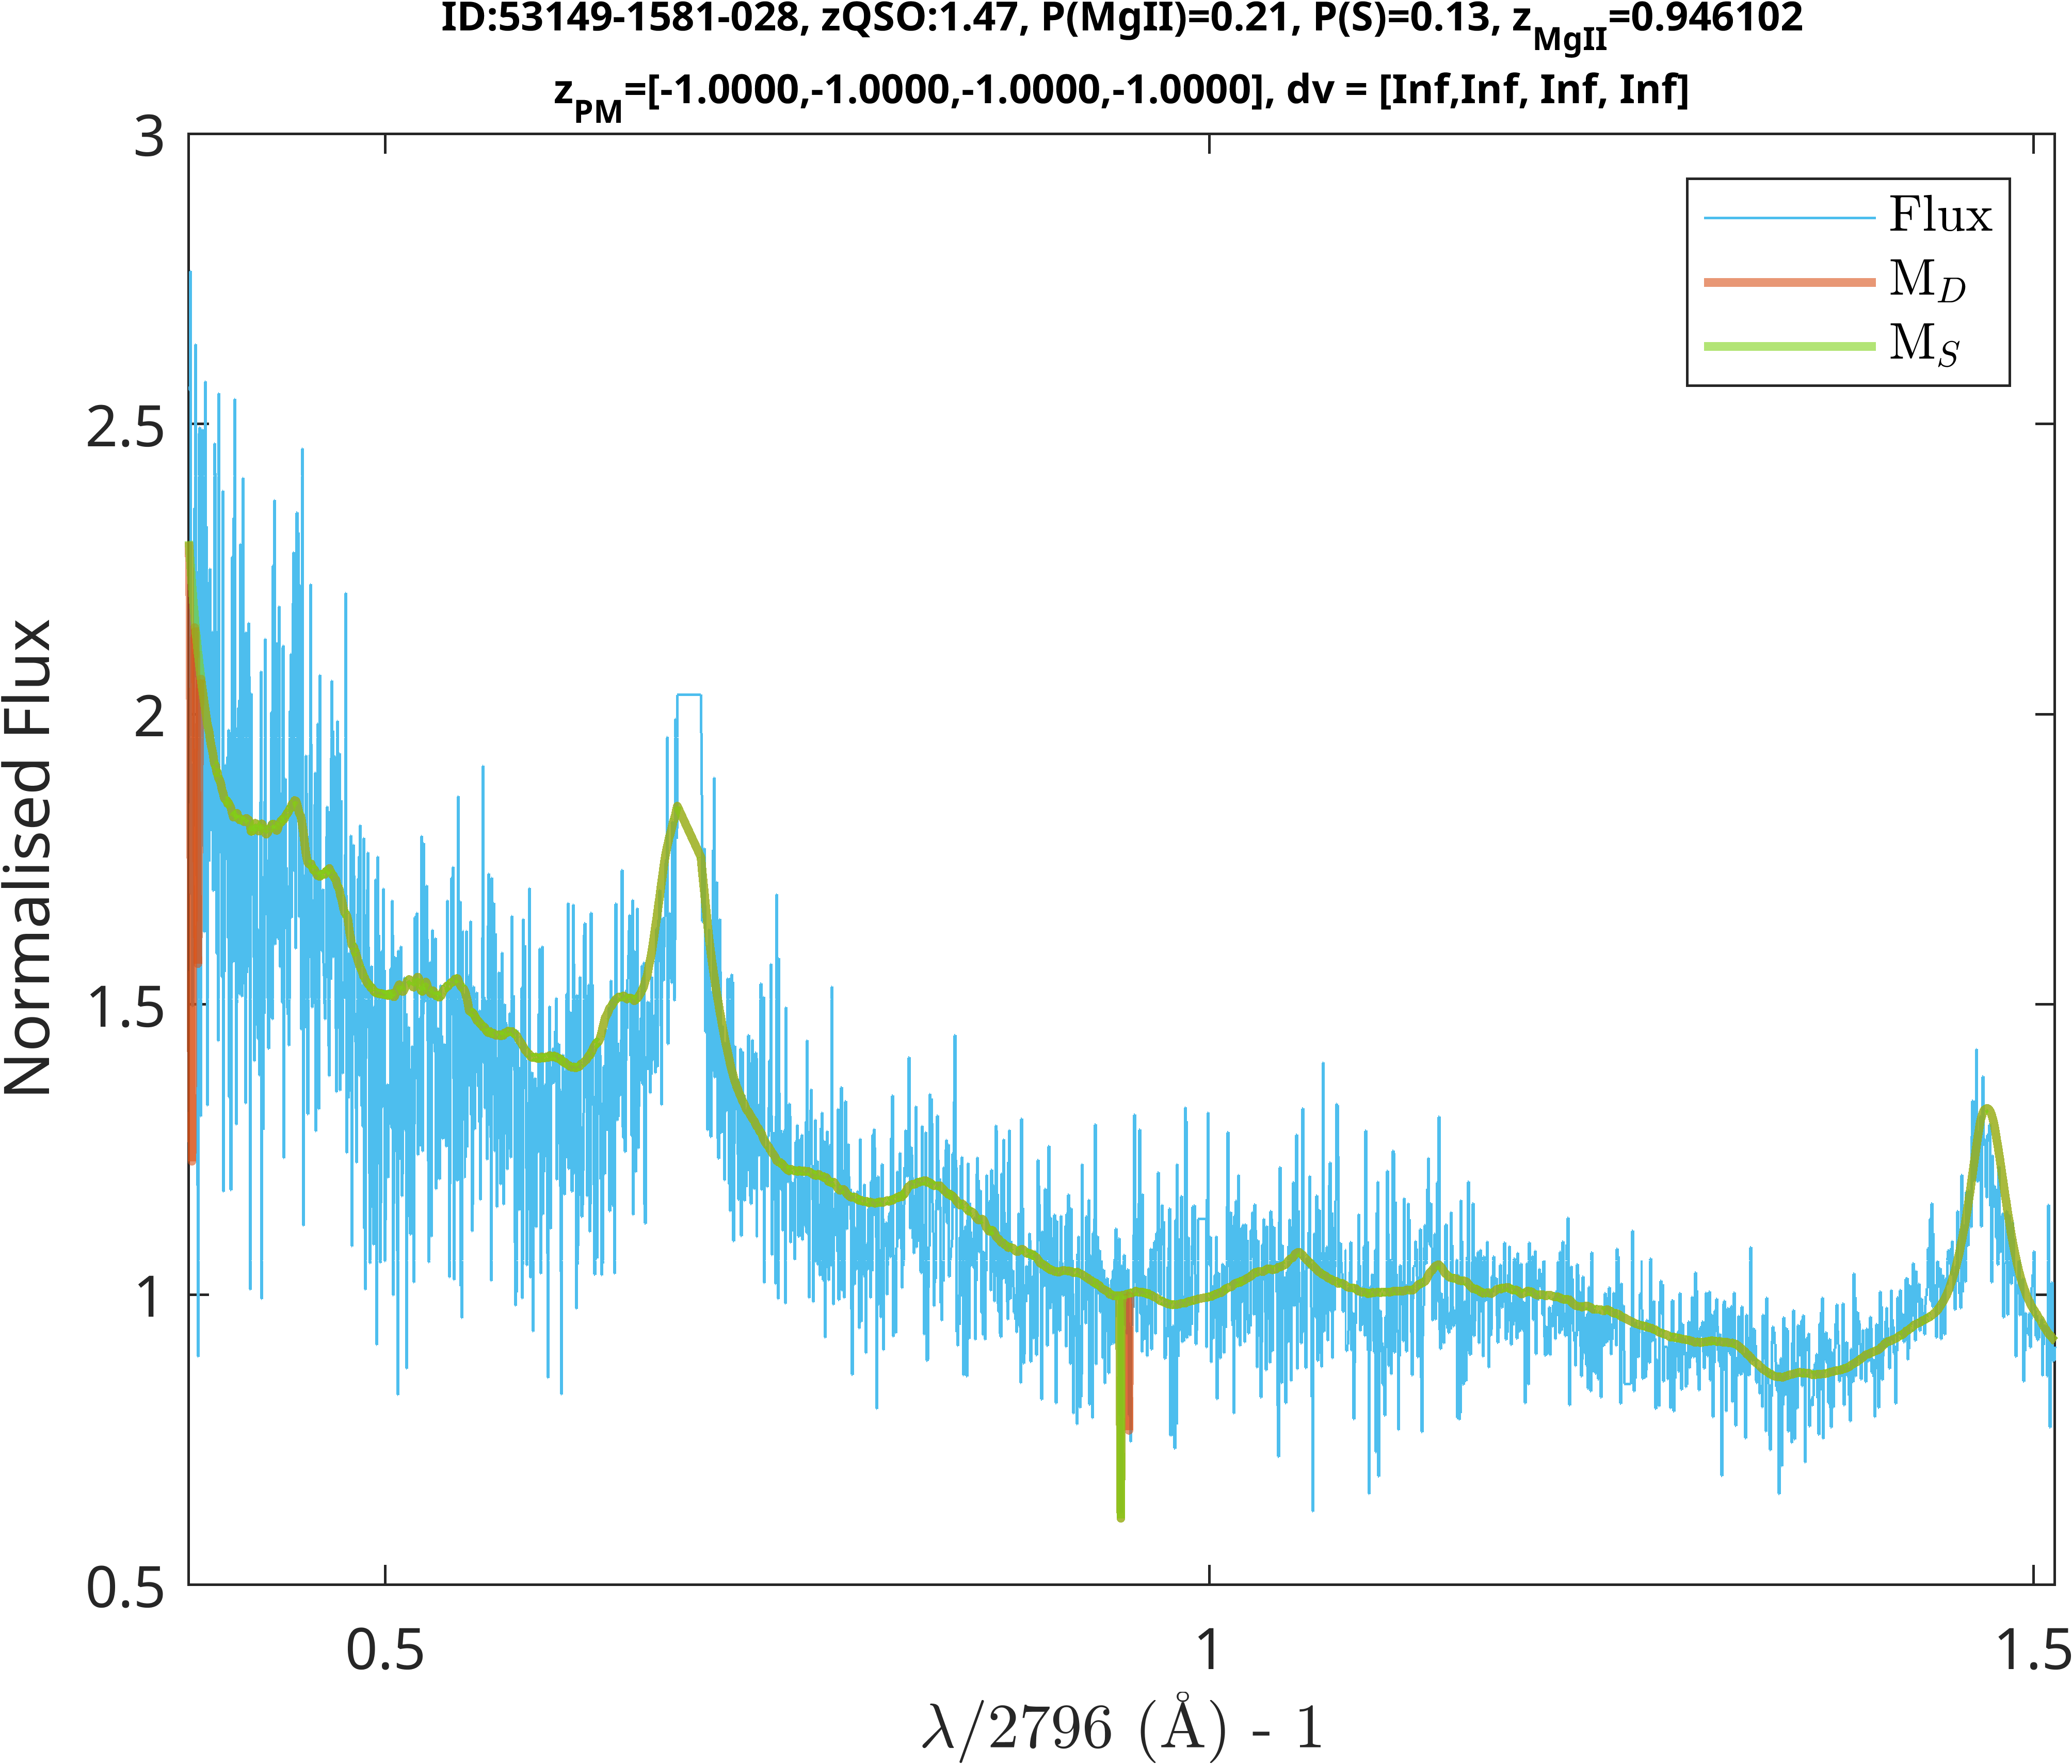 ID:53149-1581-028, zQSO:1.47, P(MgII)=0.21, P(S)=0.13, zMgII=0.946102
zPM=[-1.0000,-1.0000,-1.0000,-1.0000], dv = [Inf,Inf, Inf, Inf]
3
2.5
2
1.5
1
0.5
Normalised Flux
Flux
MD
MS
0.5
1
1.5
λ/2796 (Å) - 1